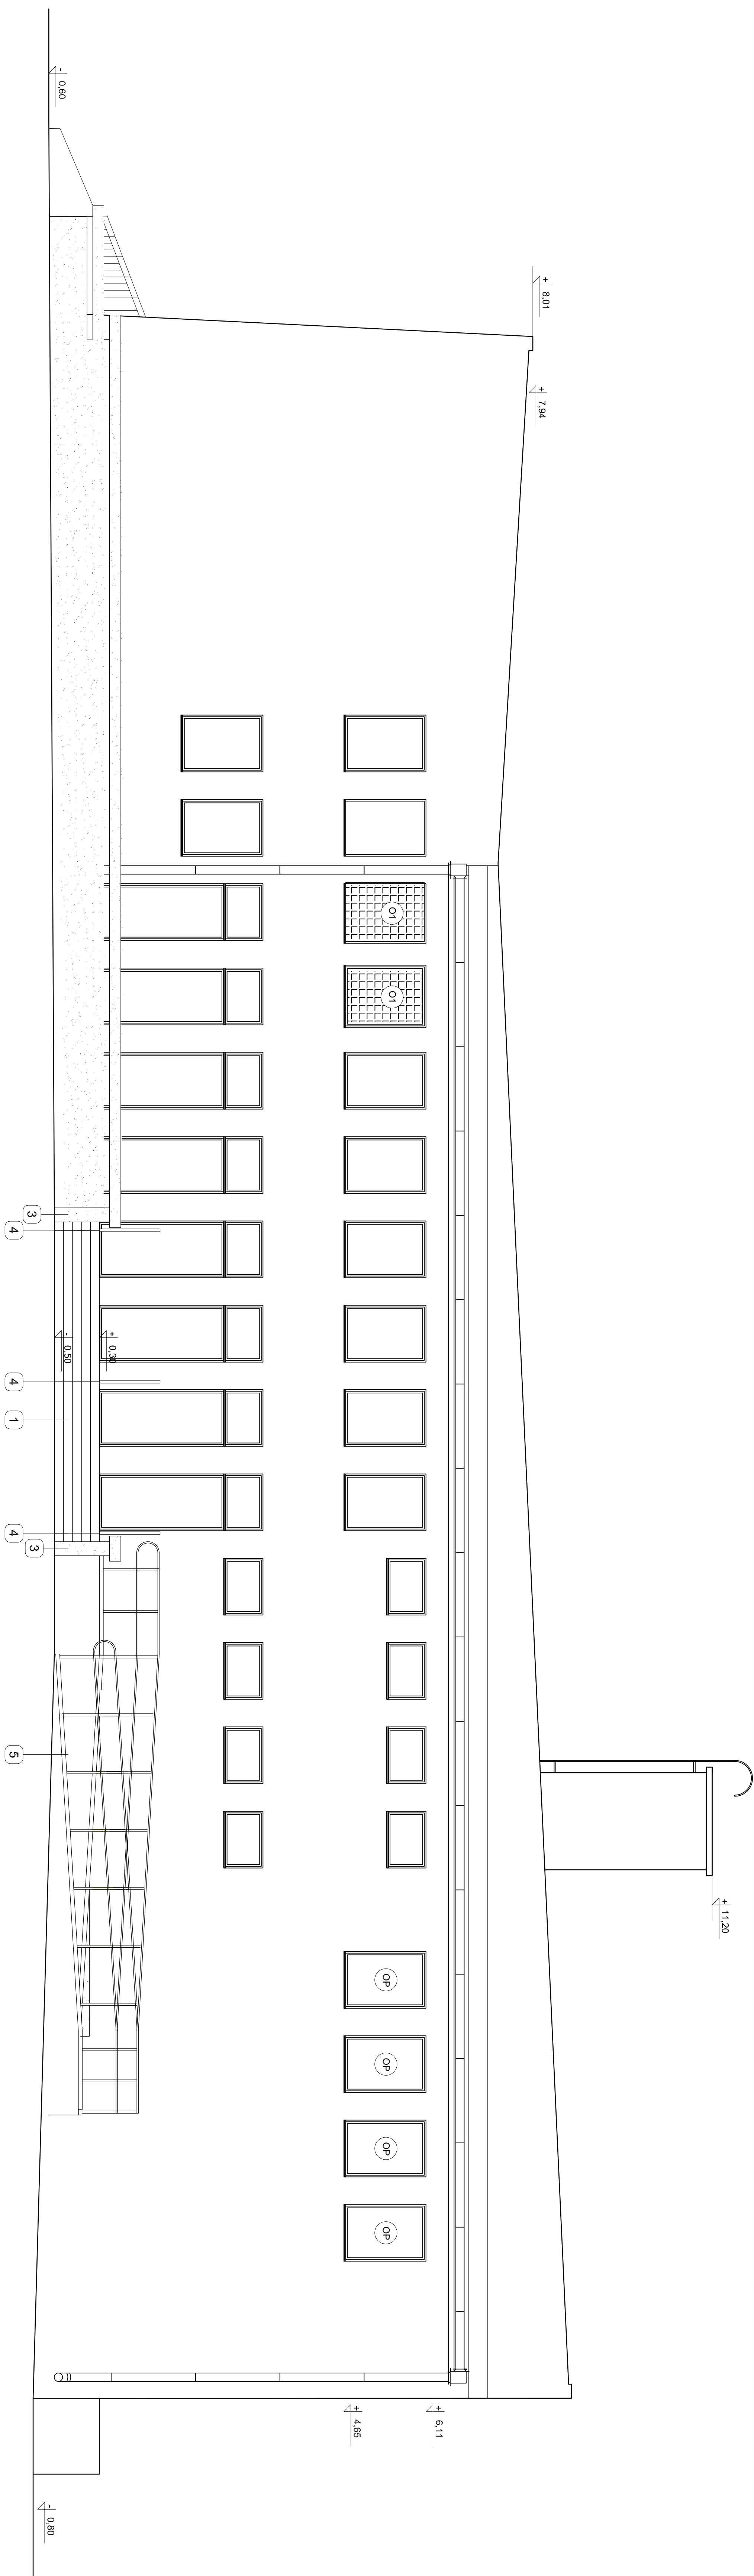 - 0,60
+ 8,01
+ 7,94
O1
O1
3
4
- 0,50
+ 0,30
4
1
4
3
5
+ 11,20
OP
OP
OP
OP
+ 4,65
+ 6,11
- 0,80